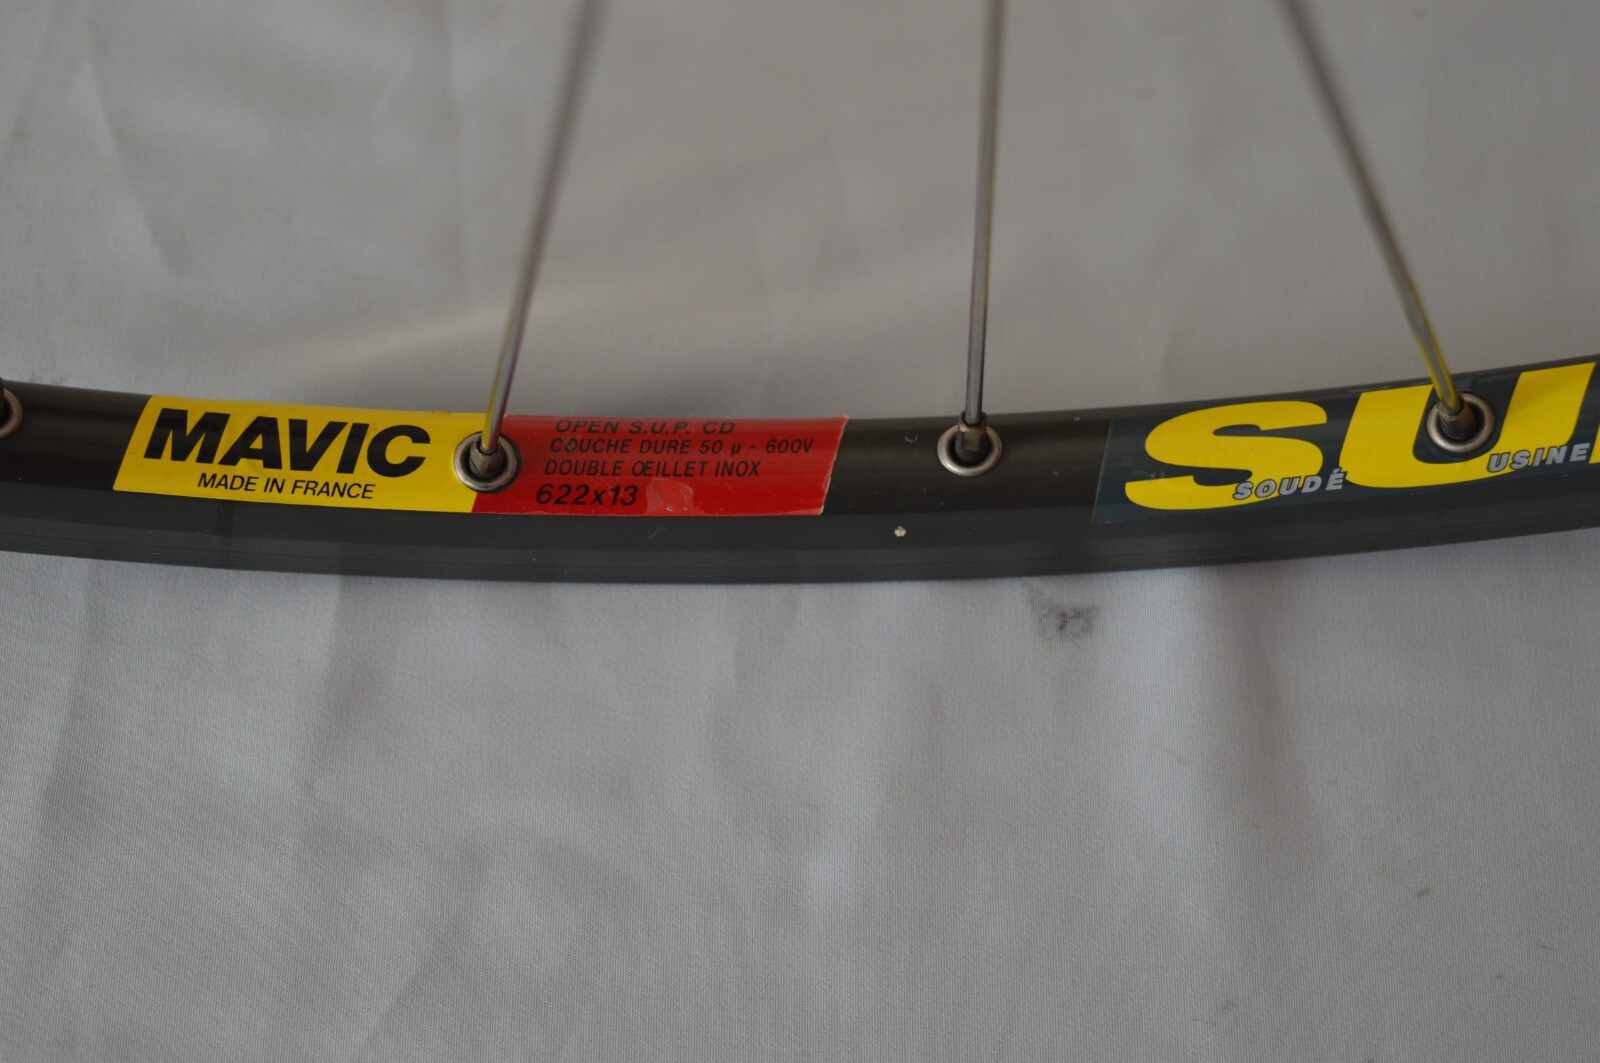 MAVIC
MADE IN FRANCE
OPEN S.U.P. CD
COUCHE DURE 50 µ - 600V
DOUBLE ŒILLET INOX
622x13
SU
SOUDÉ
USINE